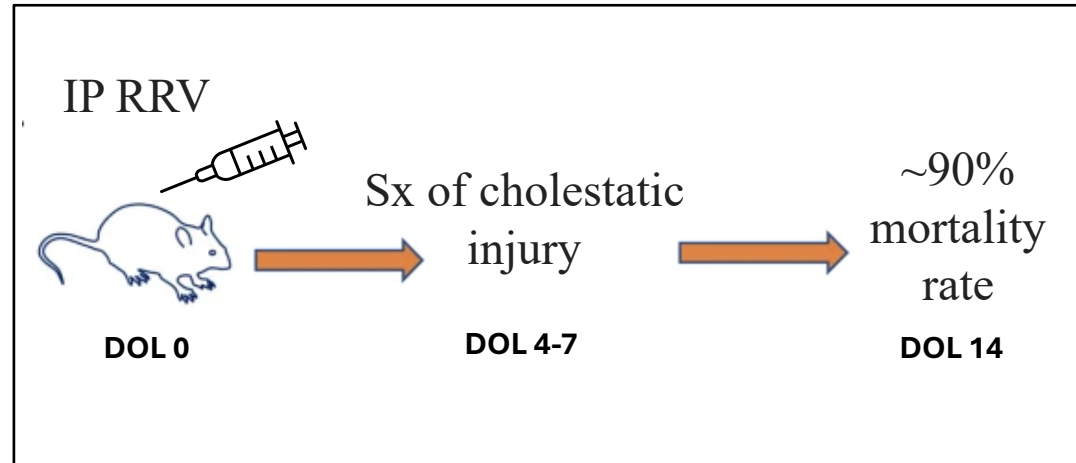 IP RRV
Sx of cholestatic
injury
~90%
mortality
rate
DOL 0
DOL 4-7
DOL 14